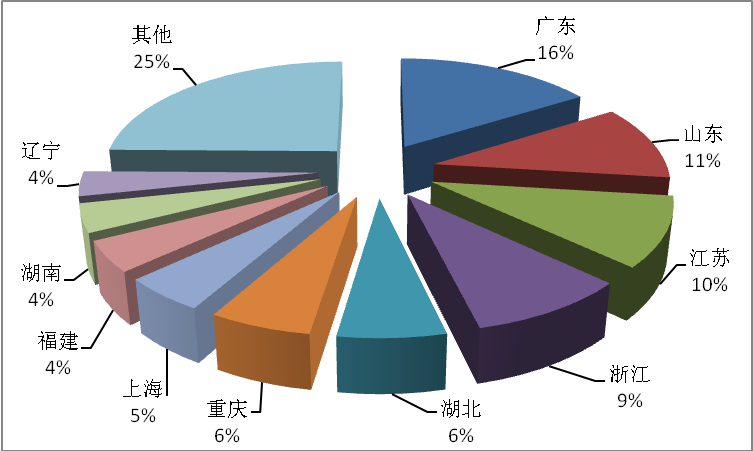 其他
25%
广东
16%
山东
11%
江苏
10%
浙江
9%
湖北
6%
重庆
6%
上海
5%
福建
4%
湖南
4%
辽宁
4%